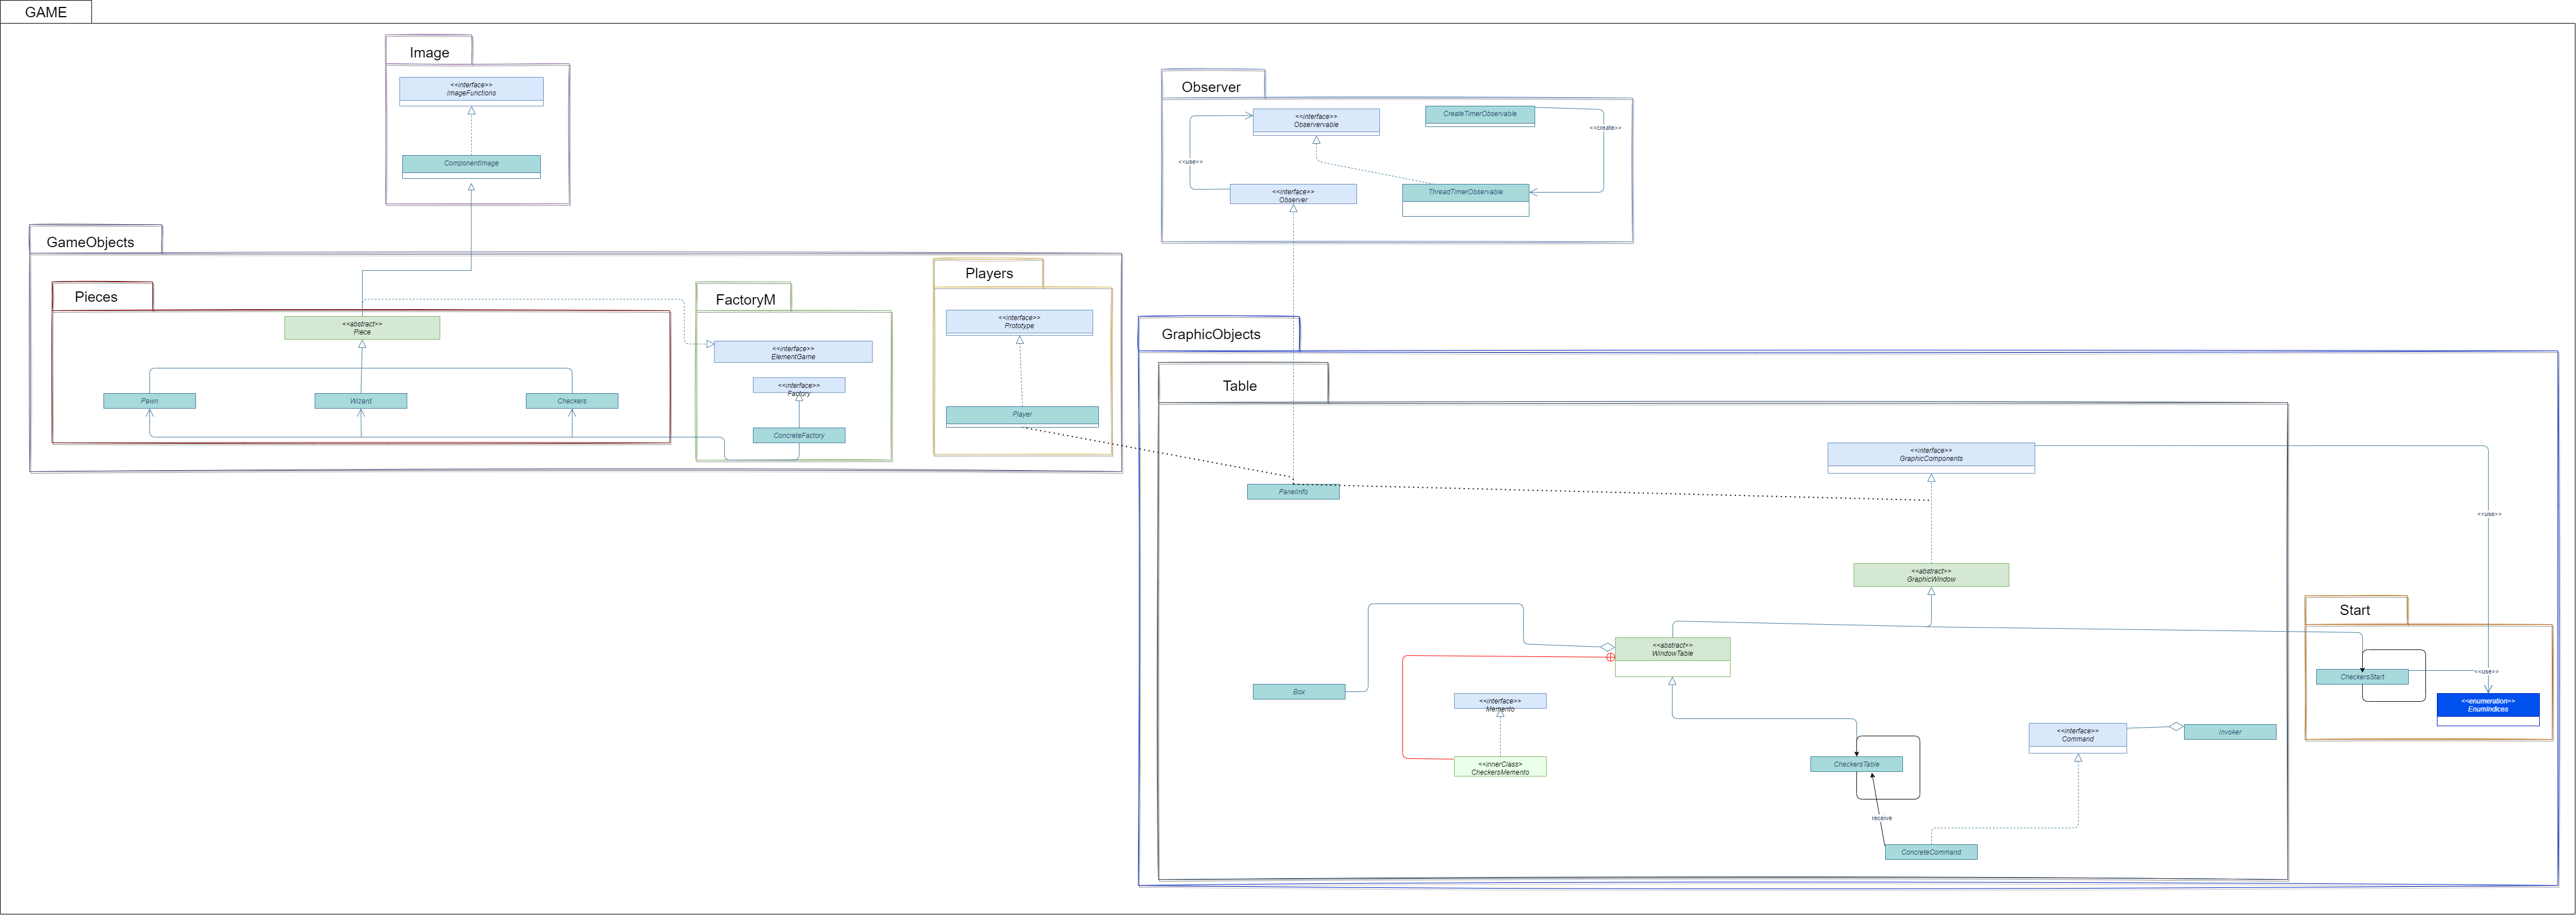 GAME
Image
<<interface>>
ImageFunctions
ComponentImage
Observer
<<interface>>
Observervable
CreateTimerObservable
<<create>>
<<use>>
<<interface>>
Observer
ThreadTimerObservable
GameObjects
Pieces
<<abstract>>
Piece
Pawn
Wizard
Checkers
FactoryM
<<interface>>
ElementGame
<<interface>>
Factory
ConcreteFactory
Players
<<interface>>
Prototype
Player
GraphicObjects
Table
<<interface>>
GraphicComponents
PanelInfo
<<use>>
<<abstract>>
GraphicWindow
<<abstract>>
WindowTable
Box
<<interface>>
Memento
<<innerClass>
CheckersMemento
CheckersTable
receive
ConcreteCommand
<<interface>>
Command
Invoker
Start
CheckersStart
<<use>>
<<enumeration>>
EnumIndices